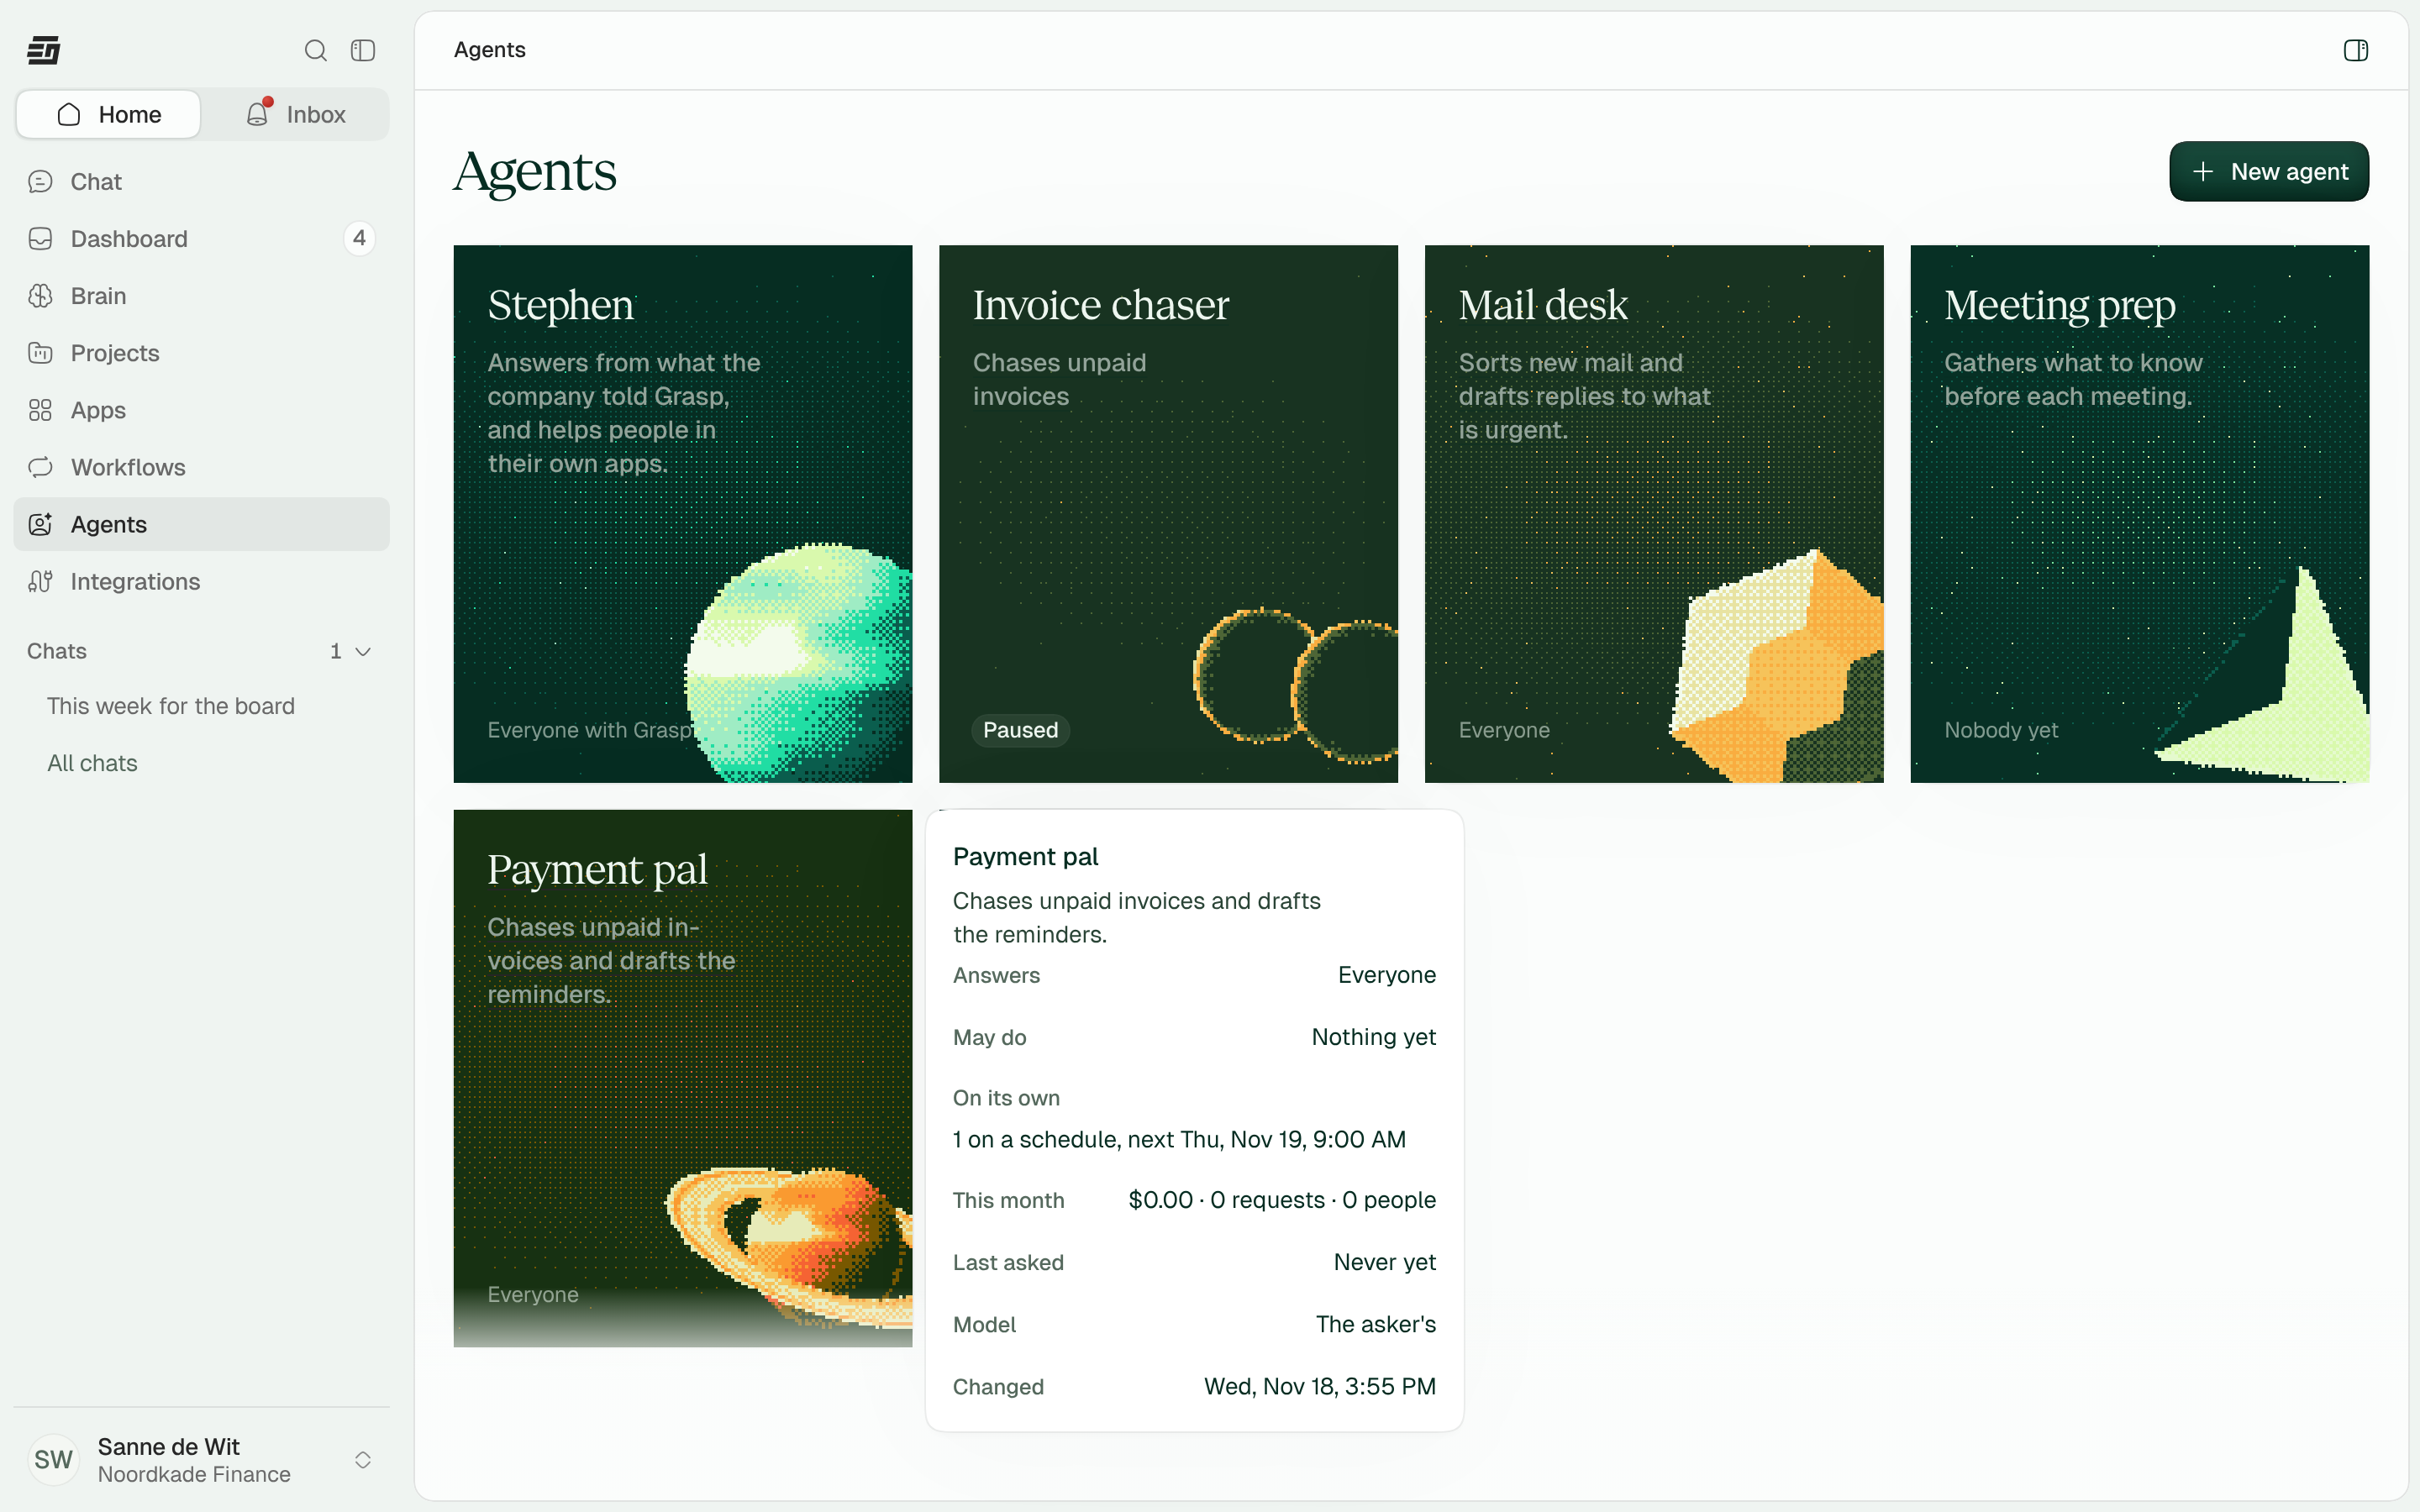 Home
Inbox
Chat
Dashboard
4
Brain
Projects
Apps
Workflows
Agents
Integrations
Chats
1
This week for the board
All chats
SW
Sanne de Wit
Noordkade Finance
Agents
Agents
New agent
Stephen
Answers from what the
company told Grasp,
and helps people in
their own apps.
Everyone with Grasp
Invoice chaser
Chases unpaid
invoices
Paused
Mail desk
Sorts new mail and
drafts replies to what
is urgent.
Everyone
Meeting prep
Gathers what to know
before each meeting.
Nobody yet
Payment pal
Chases unpaid in-
voices and drafts the
reminders.
Everyone
Payment pal
Chases unpaid invoices and drafts
the reminders.
Answers Everyone
May do Nothing yet
On its own
1 on a schedule, next Thu, Nov 19, 9:00 AM
This month $0.00 · 0 requests · 0 people
Last asked Never yet
Model The asker's
Changed Wed, Nov 18, 3:55 PM